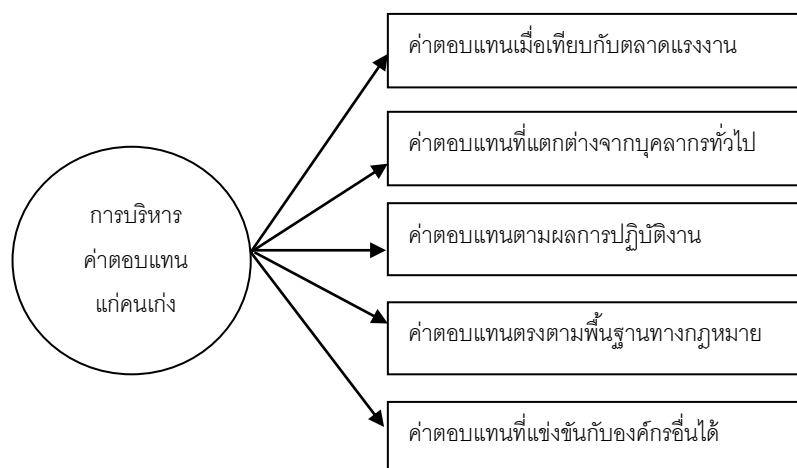 ค่าตอบแทนเมื่อเทียบกับตลาดแรงงาน
ค่าตอบแทนที่แตกต่างจากบุคลากรทั่วไป
การบริหาร
ค่าตอบแทน
แก่คนเก่ง
ค่าตอบแทนตามผลการปฏิบัติงาน
ค่าตอบแทนตรงตามพื้นฐานทางกฎหมาย
ค่าตอบแทนที่แข่งขันกับองค์กรอื่นได้